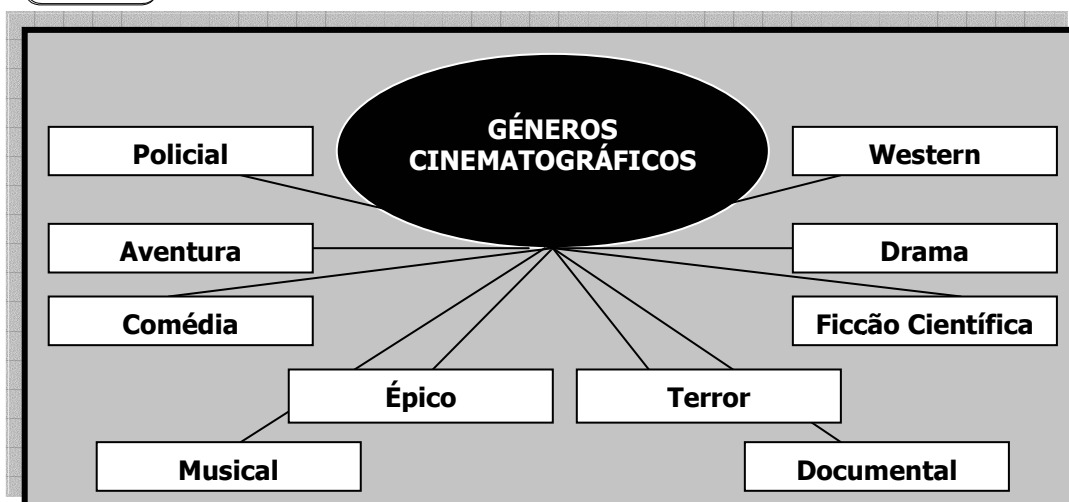 GÉNEROS
CINEMATOGRÁFICOS
Policial
Western
Aventura
Drama
Comédia
Ficcão Científica
Épico
Terror
Musical
Documental